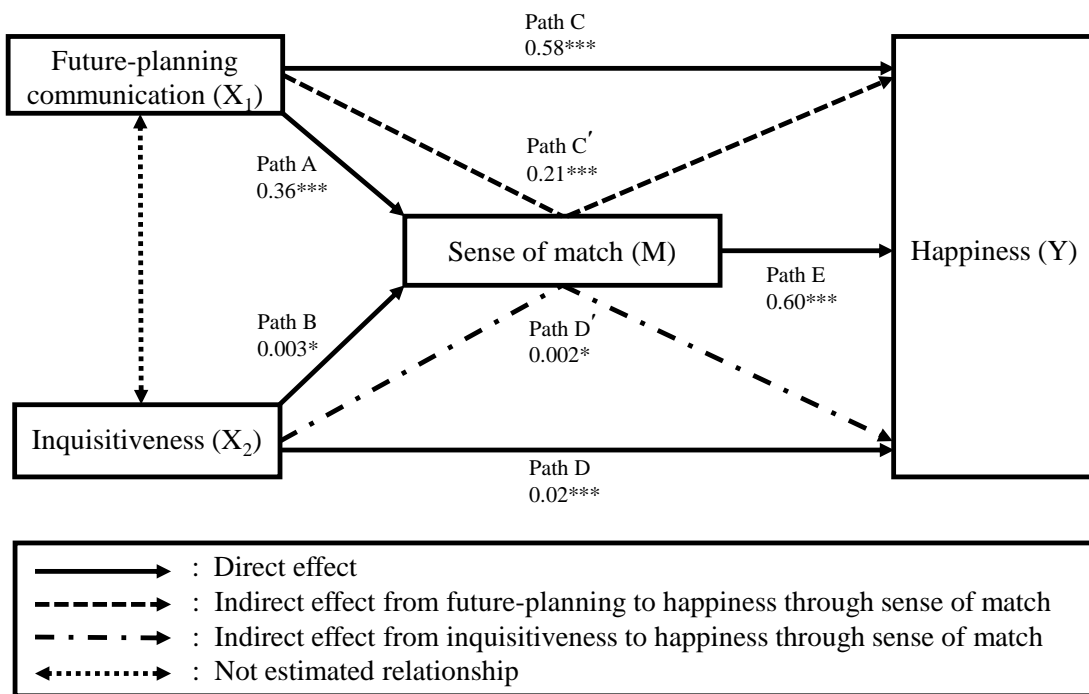 Path C
0.58***
Future-planning
communication (X₁)
Path A
0.36***
Path C′
0.21***
Sense of match (M)
Happiness (Y)
Path E
0.60***
Path B
0.003*
Path D′
0.002*
Inquisitiveness (X₂)
Path D
0.02***
: Direct effect
: Indirect effect from future-planning to happiness through sense of match
: Indirect effect from inquisitiveness to happiness through sense of match
: Not estimated relationship